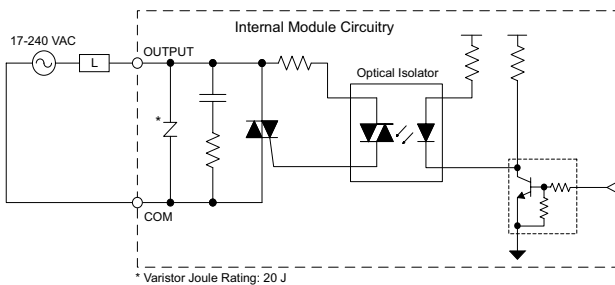 Internal Module Circuitry
17-240 VAC
L
OUTPUT
Optical Isolator
*
COM
* Varistor Joule Rating: 20 J